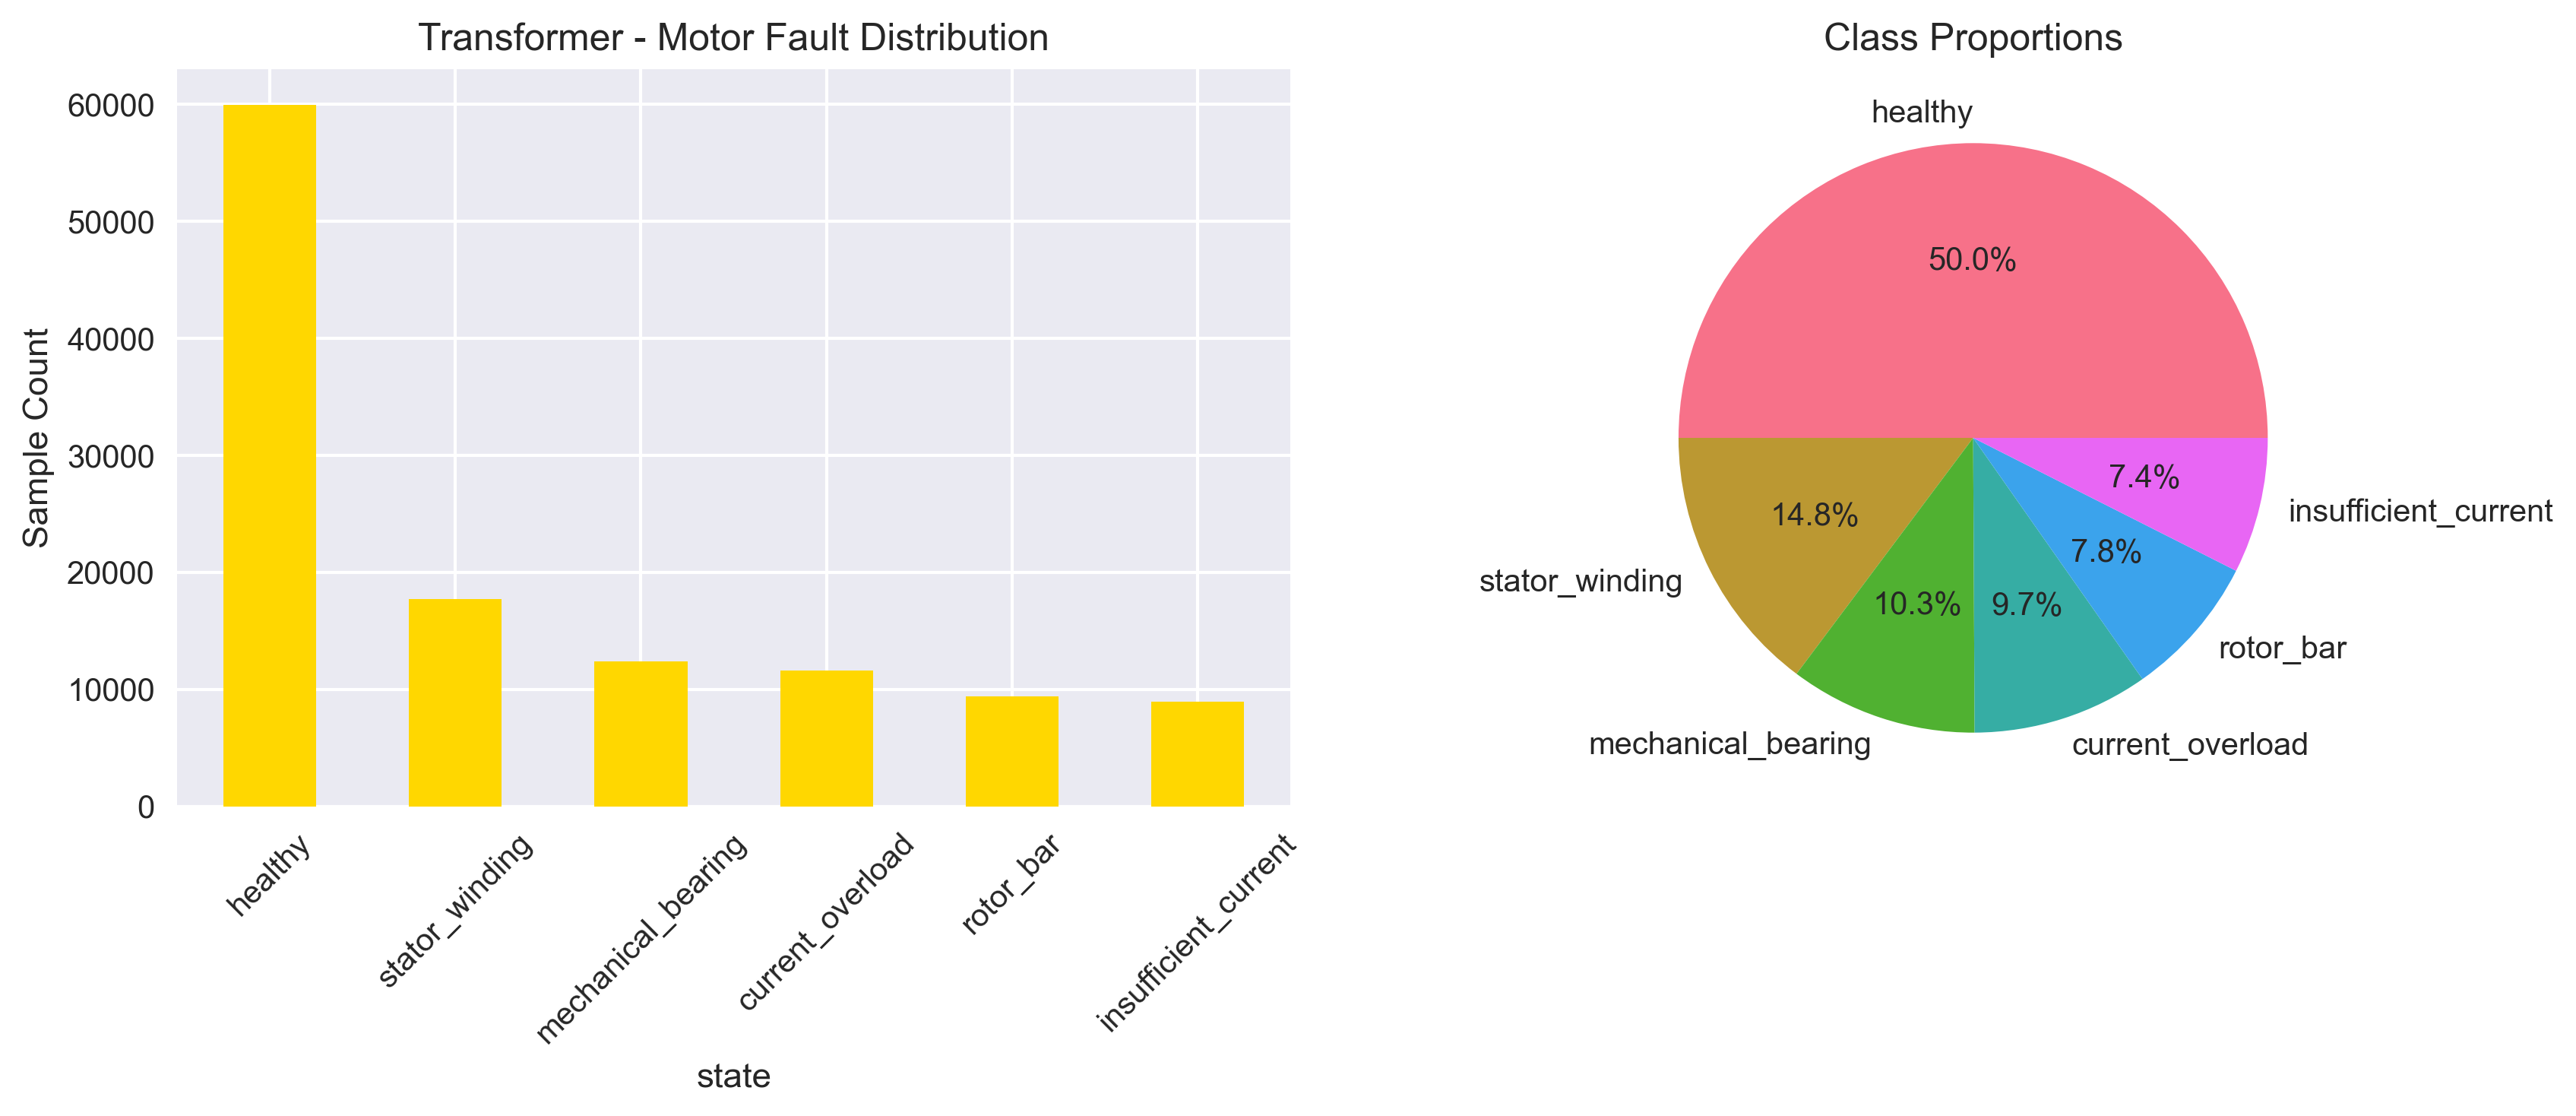 Transformer - Motor Fault Distribution
Sample Count
60000
50000
40000
30000
20000
10000
0
healthy
stator_winding
mechanical_bearing
current_overload
rotor_bar
insufficient_current
state
Class Proportions
healthy
50.0%
stator_winding
14.8%
mechanical_bearing
10.3%
current_overload
9.7%
rotor_bar
7.8%
insufficient_current
7.4%